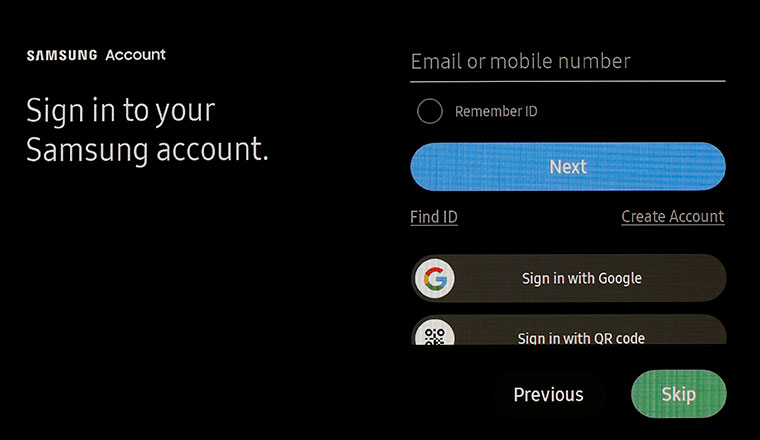 SAMSUNG Account
Sign in to your
Samsung account.
Email or mobile number
Remember ID
Next
Find ID
Create Account
Sign in with Google
Sign in with QR code
Previous
Skip